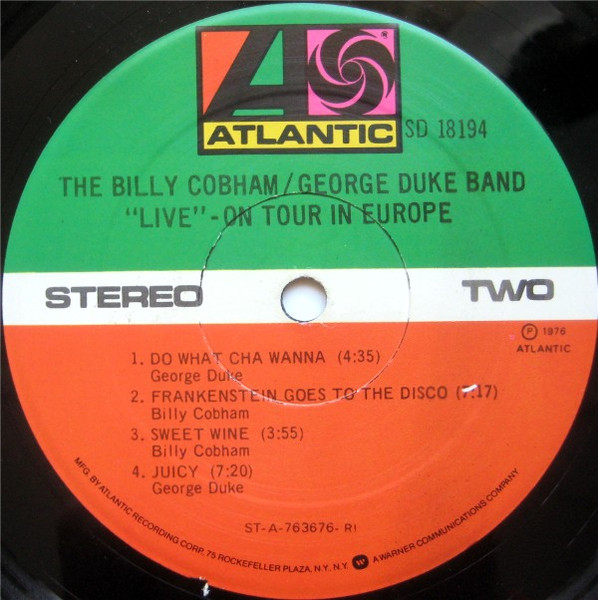 ATLANTIC
SD 18194
THE BILLY COBHAM/GEORGE DUKE BAND
"LIVE"-ON TOUR IN EUROPE
STEREO TWO
℗ 1976
ATLANTIC
1. DO WHAT CHA WANNA (4:35)
George Duke
2. FRANKENSTEIN GOES TO THE DISCO (7:17)
Billy Cobham
3. SWEET WINE (3:55)
Billy Cobham
4. JUICY (7:20)
George Duke
ST-A-763676-RI
MFG. BY ATLANTIC RECORDING CORP. 75 ROCKEFELLER PLAZA, N.Y. N.Y. A WARNER COMMUNICATIONS COMPANY